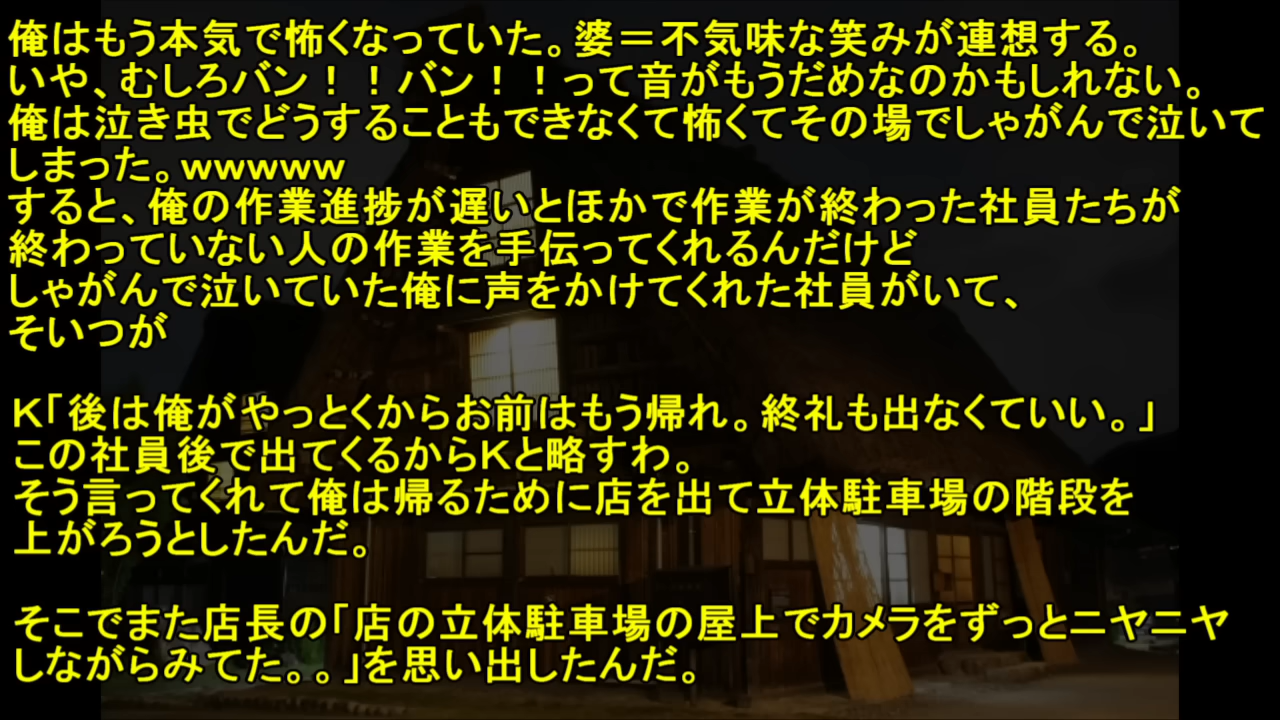 俺はもう本気で怖くなっていた。婆＝不気味な笑みが連想する。
いや、むしろバン！！バン！！って音がもうだめなのかもしれない。
俺は泣き虫でどうすることもできなくて怖くてその場でしゃがんで泣いて
しまった。wwwww
すると、俺の作業進捗が遅いとほかで作業が終わった社員たちが
終わっていない人の作業を手伝ってくれるんだけど
しゃがんで泣いていた俺に声をかけてくれた社員がいて、
そいつが
K「後は俺がやっとくからお前はもう帰れ。終礼も出なくていい。」
この社員後で出てくるからKと略すわ。
そう言ってくれて俺は帰るために店を出て立体駐車場の階段を
上がろうとしたんだ。
そこでまた店長の「店の立体駐車場の屋上でカメラをずっとニヤニヤ
しながらみてた。。」を思い出したんだ。